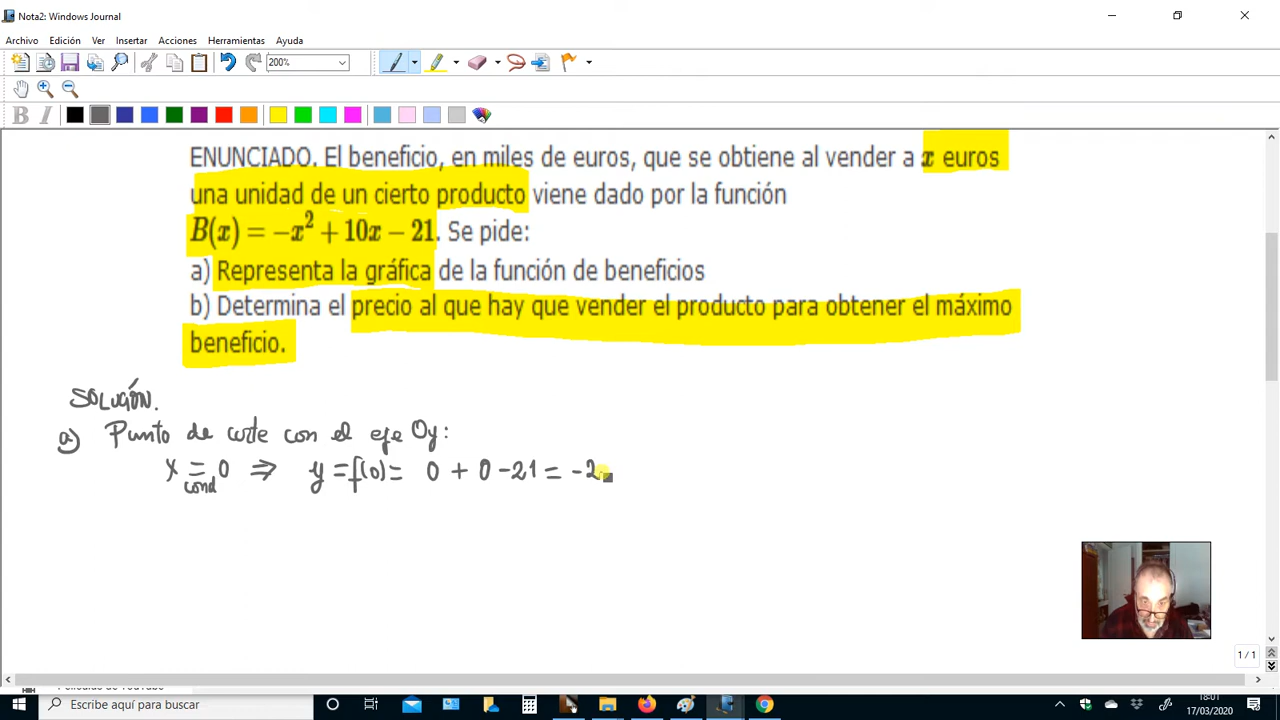 Nota2: Windows Journal
Archivo Edición Ver Insertar Acciones Herramientas Ayuda
200%
B I
ENUNCIADO. El beneficio, en miles de euros, que se obtiene al vender a x euros
una unidad de un cierto producto viene dado por la función
B(x) = −x² + 10x − 21. Se pide:
a) Representa la gráfica de la función de beneficios
b) Determina el precio al que hay que vender el producto para obtener el máximo
beneficio.
SOLUCIÓN.
a) Punto de corte con el eje Oy:
x = 0 ⇒ y = f(0) = 0 + 0 - 21 = -2
cond
1/1
Escribe aquí para buscar
18:01
17/03/2020